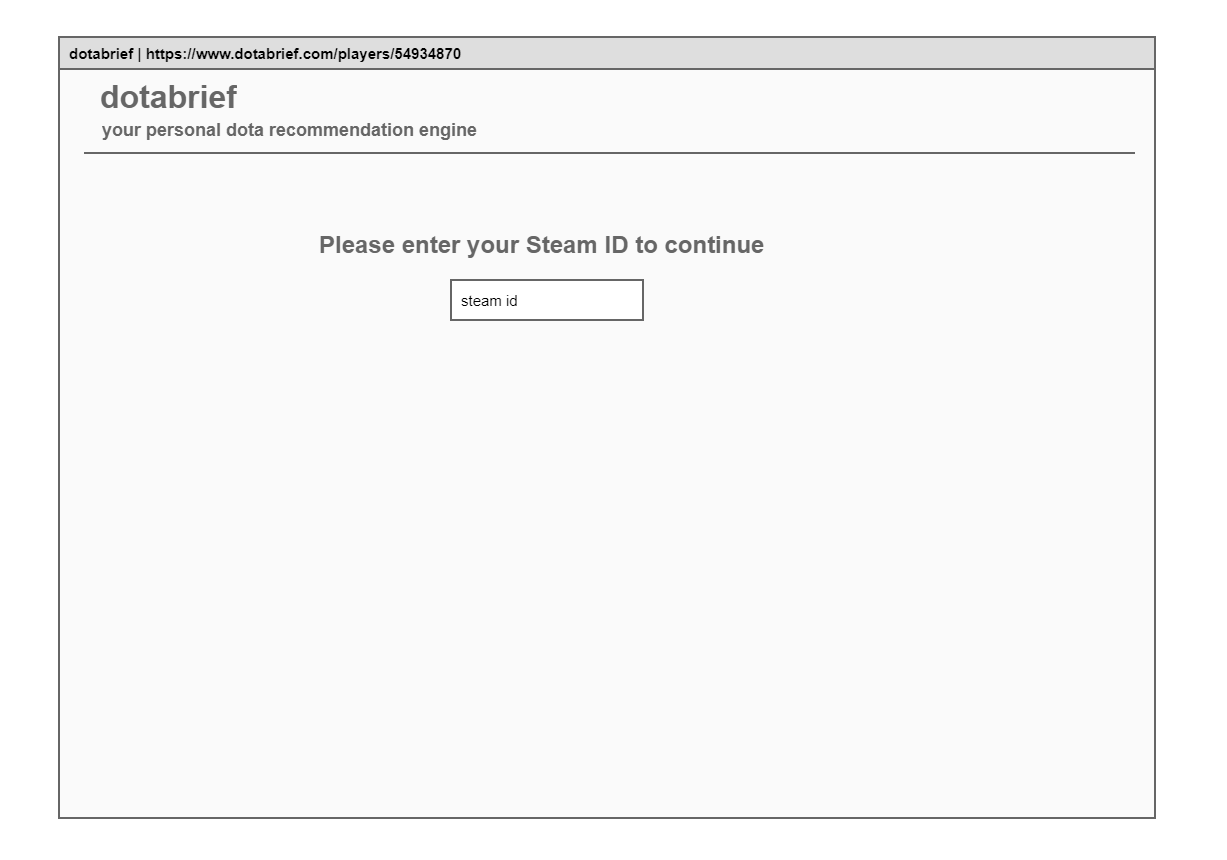 dotabrief | https://www.dotabrief.com/players/54934870
dotabrief
your personal dota recommendation engine
Please enter your Steam ID to continue
steam id